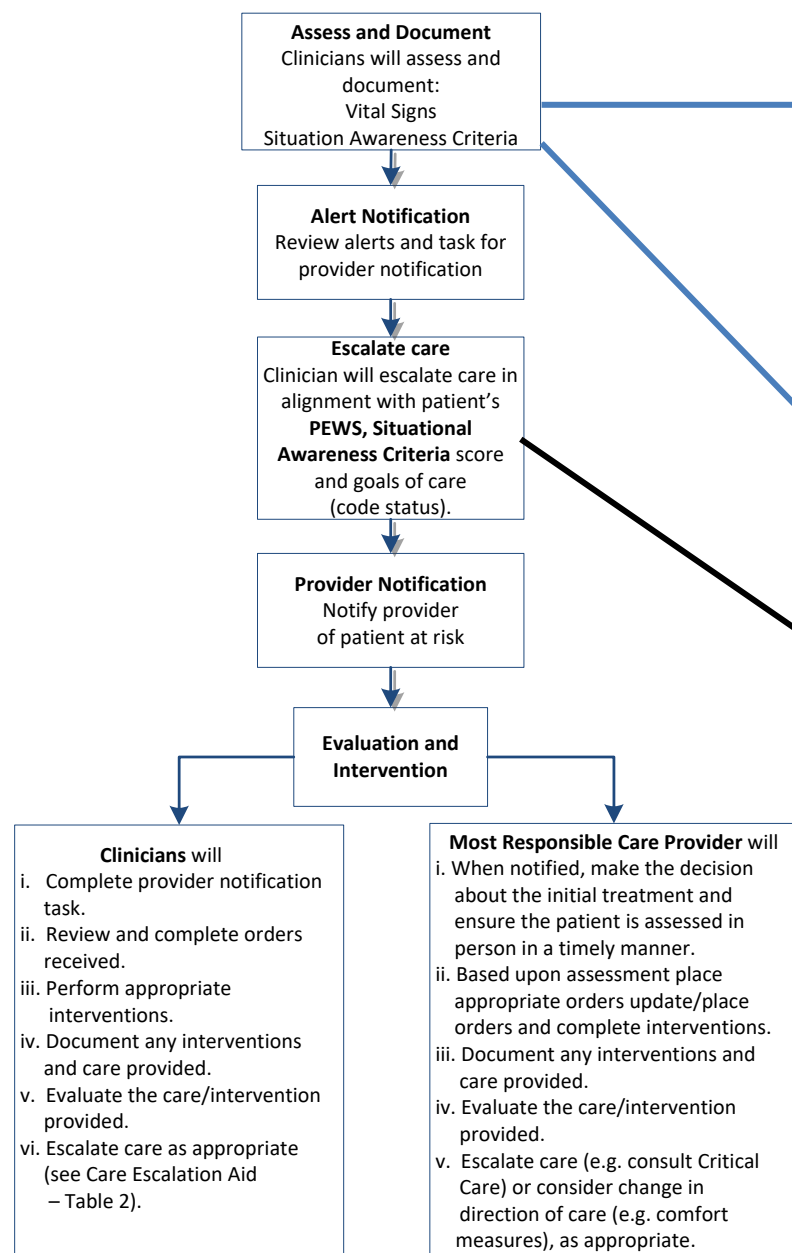 Assess and Document
Clinicians will assess and
document:
Vital Signs
Situation Awareness Criteria
Alert Notification
Review alerts and task for
provider notification
Escalate care
Clinician will escalate care in
alignment with patient’s
PEWS, Situational
Awareness Criteria score
and goals of care
(code status).
Provider Notification
Notify provider
of patient at risk
Evaluation and
Intervention
Clinicians will
i. Complete provider notification
task.
ii. Review and complete orders
received.
iii. Perform appropriate
interventions.
iv. Document any interventions
and care provided.
v. Evaluate the care/intervention
provided.
vi. Escalate care as appropriate
(see Care Escalation Aid
– Table 2).
Most Responsible Care Provider will
i. When notified, make the decision
about the initial treatment and
ensure the patient is assessed in
person in a timely manner.
ii. Based upon assessment place
appropriate orders update/place
orders and complete interventions.
iii. Document any interventions and
care provided.
iv. Evaluate the care/intervention
provided.
v. Escalate care (e.g. consult Critical
Care) or consider change in
direction of care (e.g. comfort
measures), as appropriate.